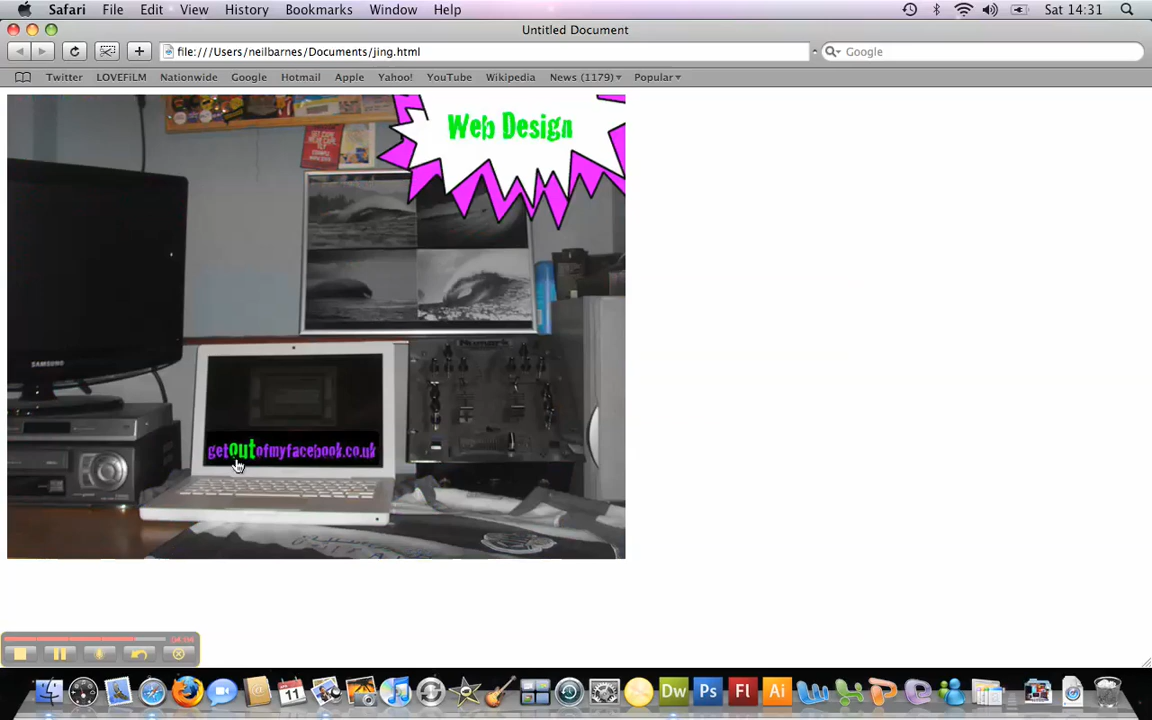 Safari File Edit View History Bookmarks Window Help Sat 14:31
Untitled Document
file:///Users/neilbarnes/Documents/jing.html Google
Twitter LOVEFiLM Nationwide Google Hotmail Apple Yahoo! YouTube Wikipedia News (1179) Popular
Web Design
Numark
SAMSUNG
getoutofmyfacebook.co.uk
Dw Ps Fl Ai